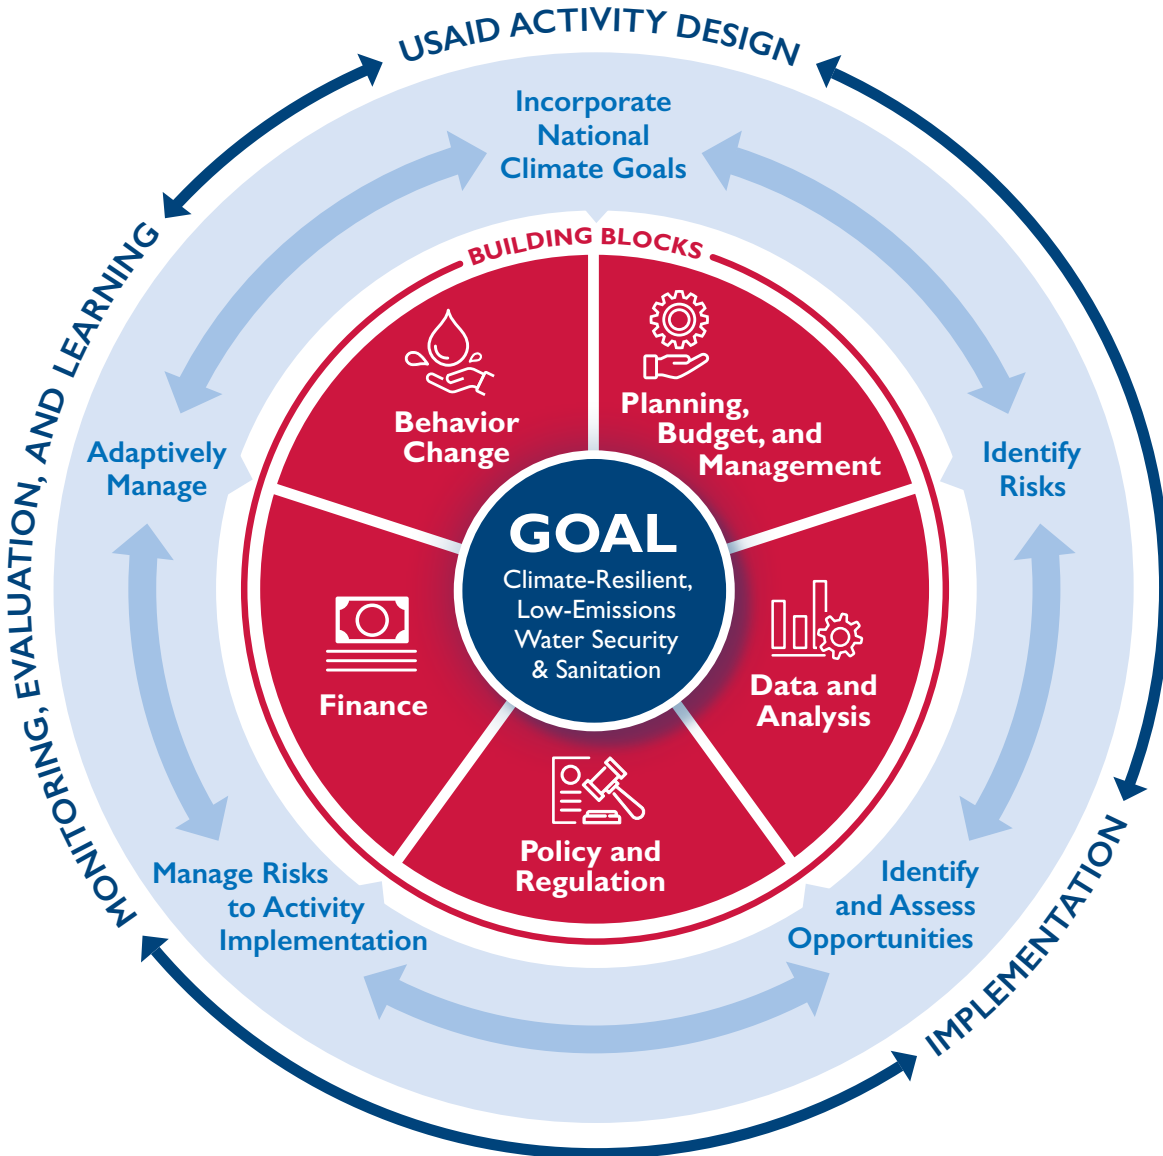 USAID ACTIVITY DESIGN
Incorporate
National
Climate Goals
BUILDING BLOCKS
Behavior
Change
Planning,
Budget, and
Management
Adaptively
Manage
Identify
Risks
GOAL
Climate-Resilient,
Low-Emissions
Water Security
& Sanitation
Finance
Data and
Analysis
Policy and
Regulation
Manage Risks
to Activity
Implementation
Identify
and Assess
Opportunities
MONITORING, EVALUATION, AND LEARNING
IMPLEMENTATION